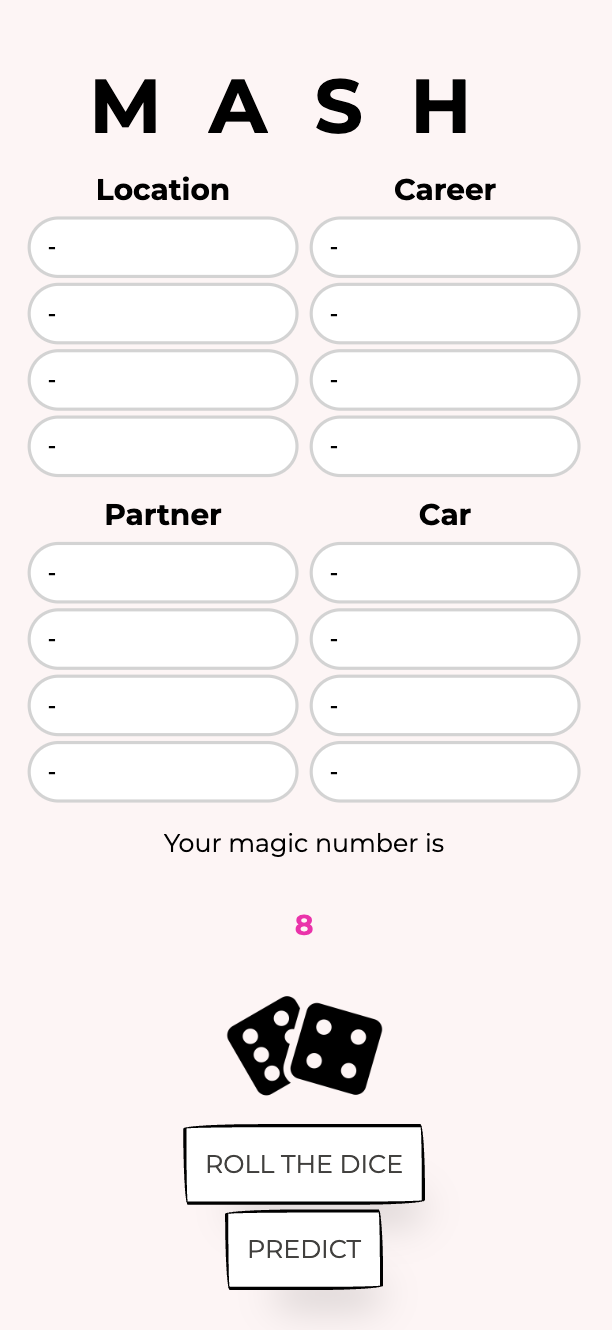 M A S H
Location
Career
-
-
-
-
-
-
-
-
Partner
Car
-
-
-
-
-
-
-
-
Your magic number is
8
ROLL THE DICE
PREDICT